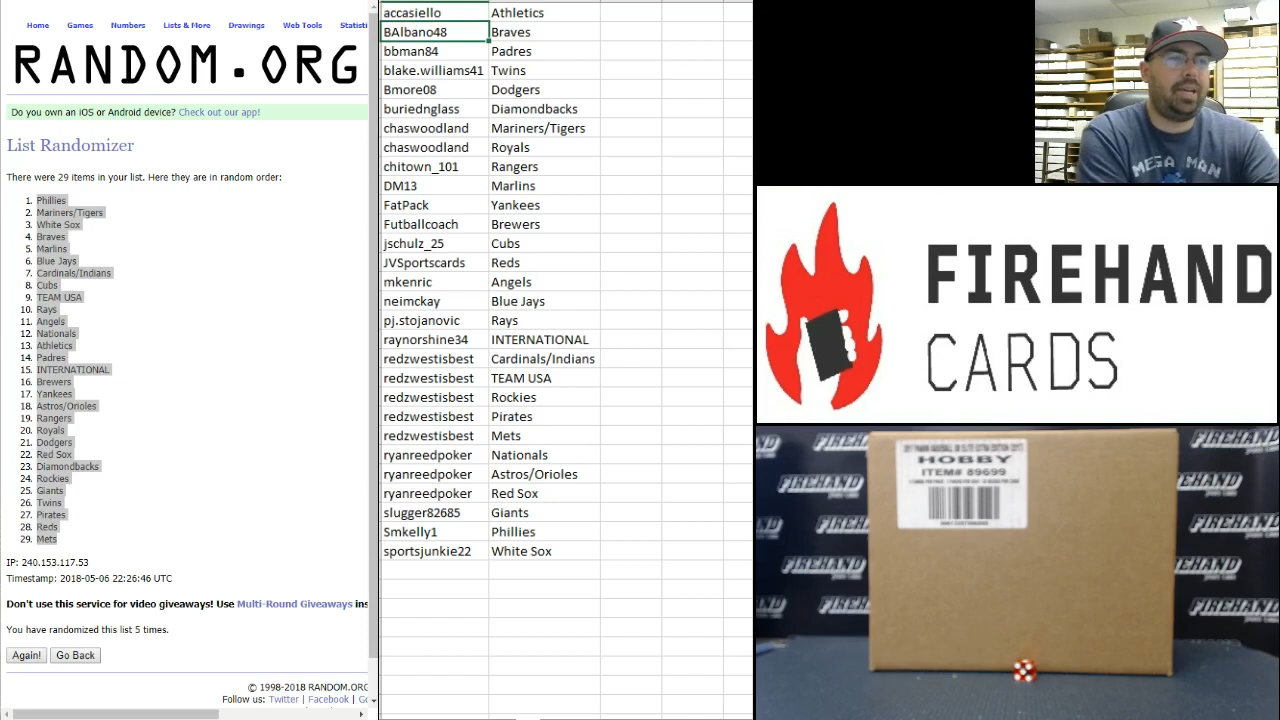 Home Games Numbers Lists & More Drawings Web Tools Statisti
RANDOM.ORG
Do you own an iOS or Android device? Check out our app!
List Randomizer
There were 29 items in your list. Here they are in random order:
1. Phillies
2. Mariners/Tigers
3. White Sox
4. Braves
5. Marlins
6. Blue Jays
7. Cardinals/Indians
8. Cubs
9. TEAM USA
10. Rays
11. Angels
12. Nationals
13. Athletics
14. Padres
15. INTERNATIONAL
16. Brewers
17. Yankees
18. Astros/Orioles
19. Rangers
20. Royals
21. Dodgers
22. Red Sox
23. Diamondbacks
24. Rockies
25. Giants
26. Twins
27. Pirates
28. Reds
29. Mets
IP: 240.153.117.53
Timestamp: 2018-05-06 22:26:46 UTC
Don't use this service for video giveaways! Use Multi-Round Giveaways ins
You have randomized this list 5 times.
Again! Go Back
© 1998-2018 RANDOM.ORG
Follow us: Twitter | Facebook | Go
accasiello Athletics
BAlbano48 Braves
bbman84 Padres
blake.williams41 Twins
Bmore08 Dodgers
buriednglass Diamondbacks
chaswoodland Mariners/Tigers
chaswoodland Royals
chitown_101 Rangers
DM13 Marlins
FatPack Yankees
Futballcoach Brewers
jschulz_25 Cubs
JVSportscards Reds
mkenric Angels
neimckay Blue Jays
pj.stojanovic Rays
raynorshine34 INTERNATIONAL
redzwestisbest Cardinals/Indians
redzwestisbest TEAM USA
redzwestisbest Rockies
redzwestisbest Pirates
redzwestisbest Mets
ryanreedpoker Nationals
ryanreedpoker Astros/Orioles
ryanreedpoker Red Sox
slugger82685 Giants
Smkelly1 Phillies
sportsjunkie22 White Sox
MEGA MAN
FIREHAND
CARDS
HOBBY
ITEM# 89699
FIREHAND
FIREHAND
FIREHAND
FIREHAND
FIREHAND
FIREHAND